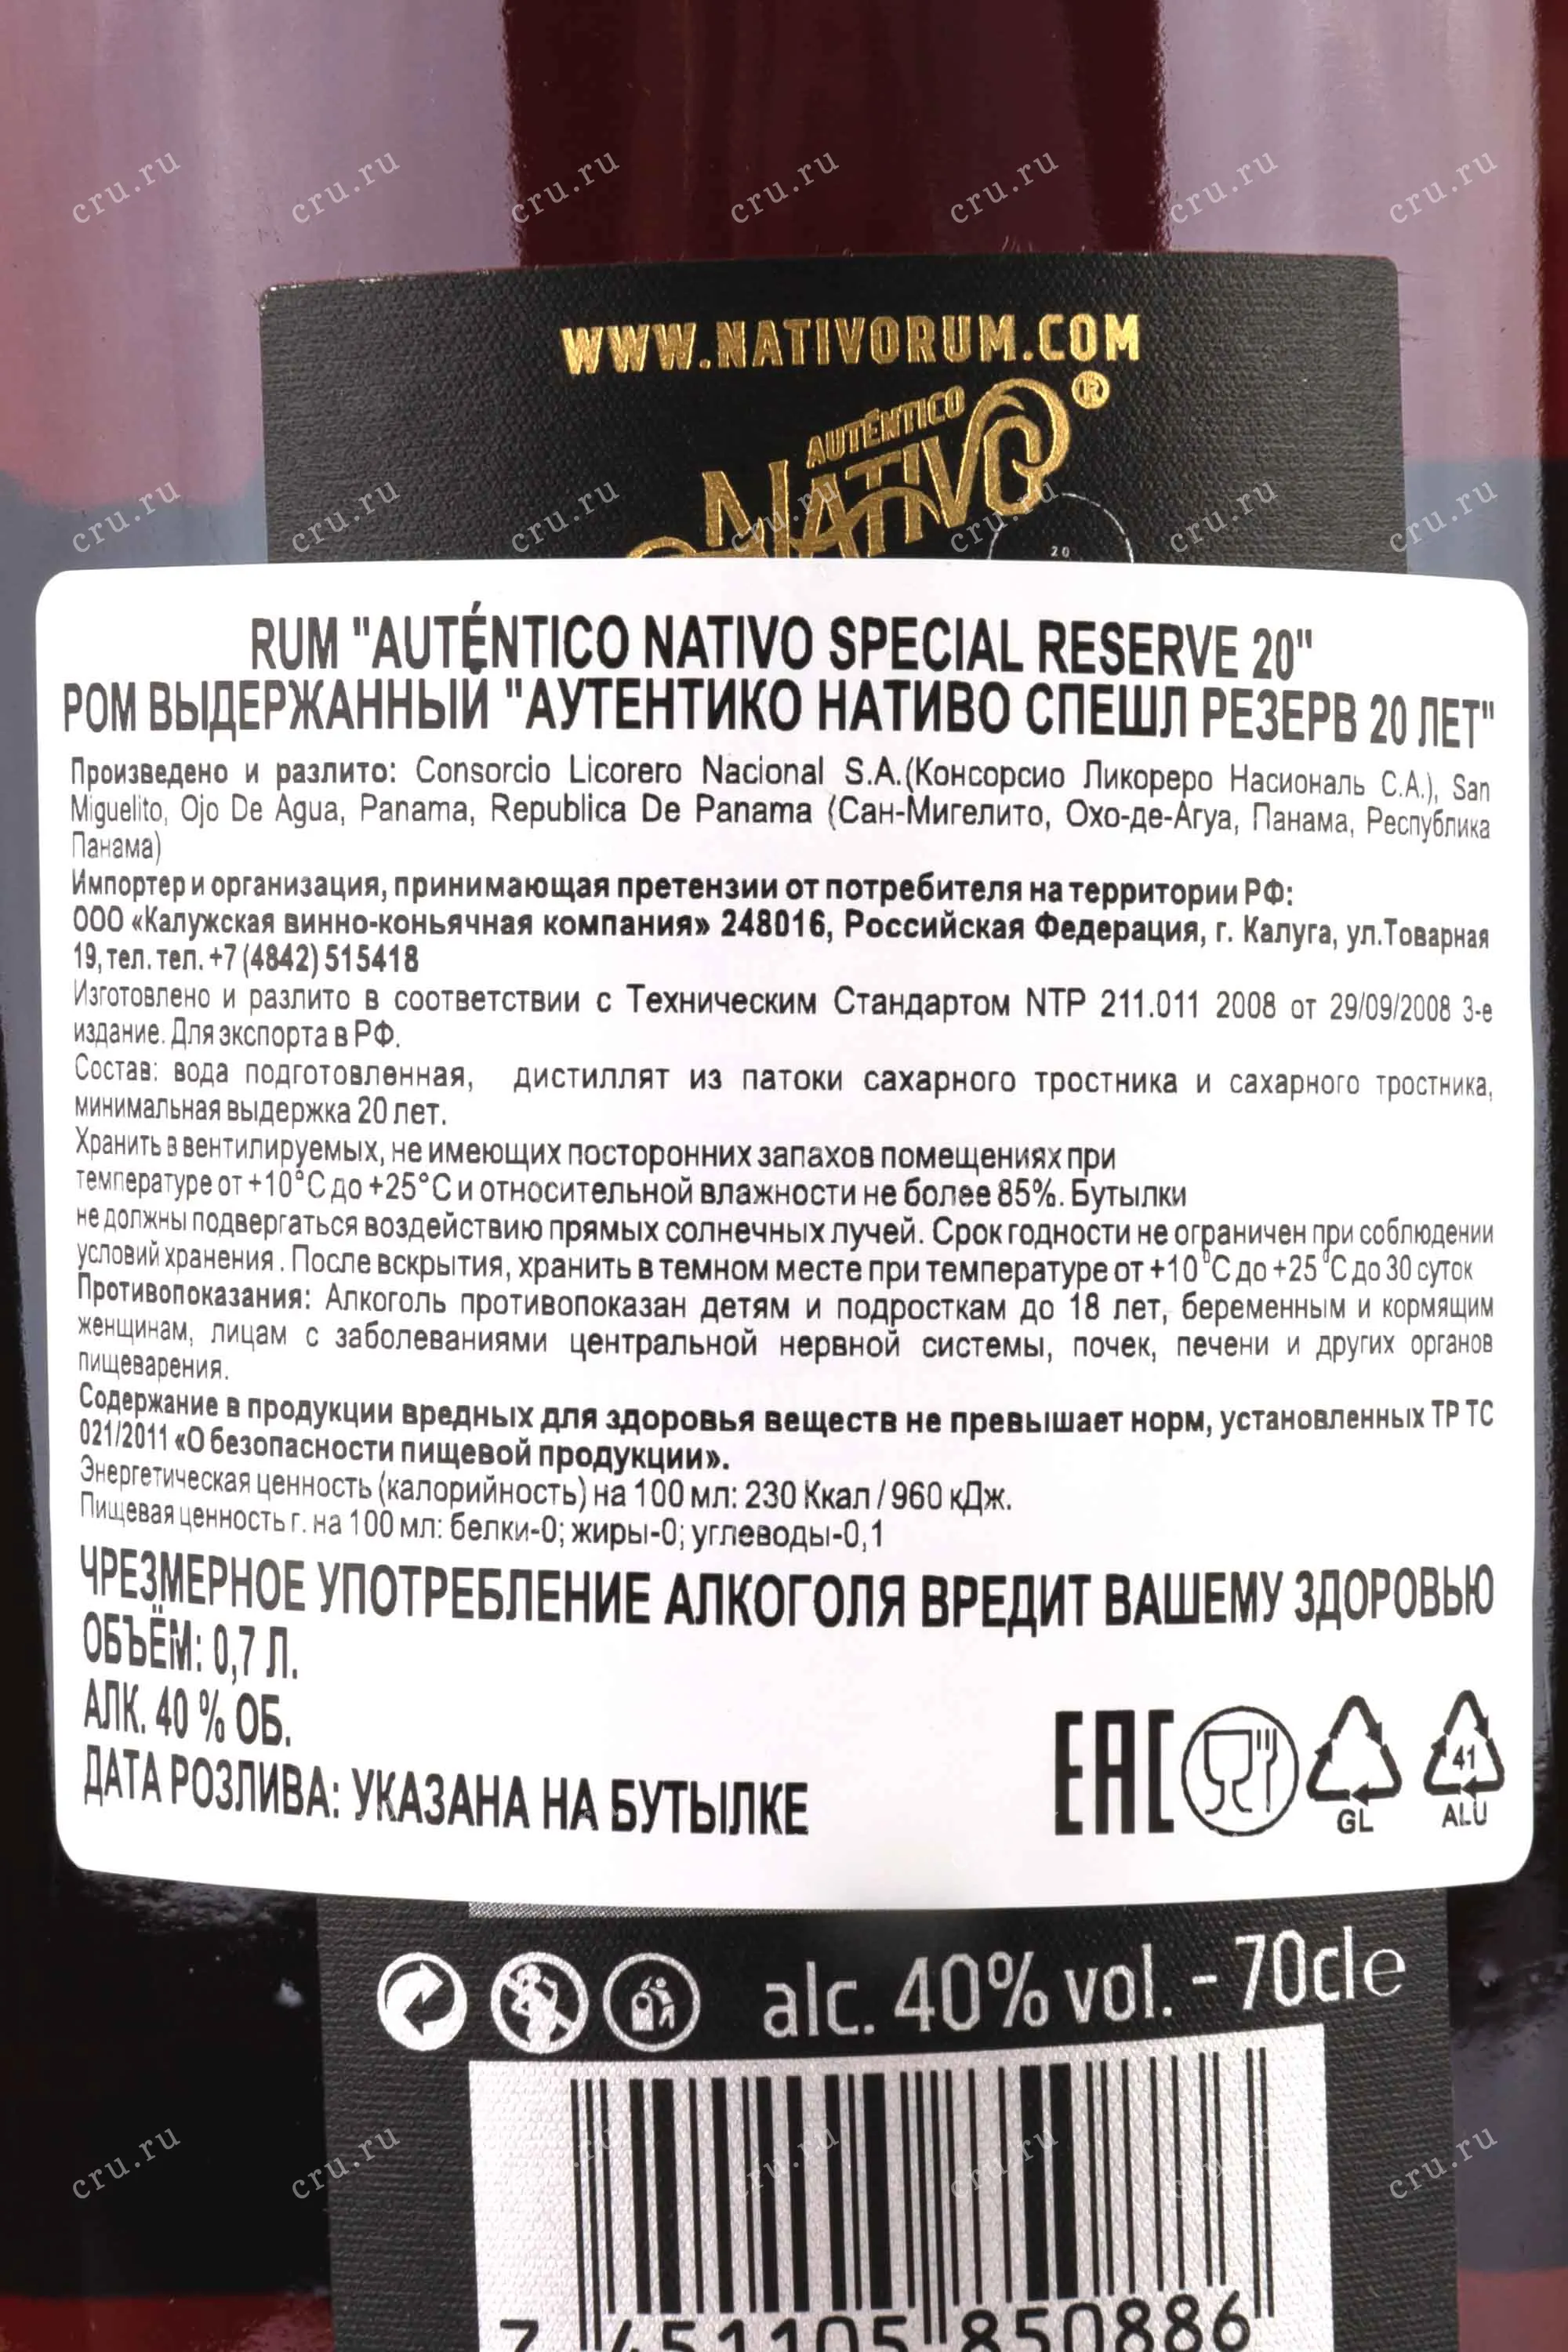 WWW.NATIVORUM.COM
AUTÉNTICO
NATIVO®
20
RUM "AUTÉNTICO NATIVO SPECIAL RESERVE 20"
РОМ ВЫДЕРЖАННЫЙ "АУТЕНТИКО НАТИВО СПЕШЛ РЕЗЕРВ 20 ЛЕТ"
Произведено и разлито: Consorcio Licorero Nacional S.A.(Консорсио Ликореро Насиональ С.А.), San
Miguelito, Ojo De Agua, Panama, Republica De Panama (Сан-Мигелито, Охо-де-Агуа, Панама, Республика
Панама)
Импортер и организация, принимающая претензии от потребителя на территории РФ:
ООО «Калужская винно-коньячная компания» 248016, Российская Федерация, г. Калуга, ул.Товарная
19, тел. тел. +7 (4842) 515418
Изготовлено и разлито в соответствии с Техническим Стандартом NTP 211.011 2008 от 29/09/2008 3-е
издание. Для экспорта в РФ.
Состав: вода подготовленная, дистиллят из патоки сахарного тростника и сахарного тростника,
минимальная выдержка 20 лет.
Хранить в вентилируемых, не имеющих посторонних запахов помещениях при
температуре от +10°С до +25°С и относительной влажности не более 85%. Бутылки
не должны подвергаться воздействию прямых солнечных лучей. Срок годности не ограничен при соблюдении
условий хранения . После вскрытия, хранить в темном месте при температуре от +10 °С до +25 °С до 30 суток
Противопоказания: Алкоголь противопоказан детям и подросткам до 18 лет, беременным и кормящим
женщинам, лицам с заболеваниями центральной нервной системы, почек, печени и других органов
пищеварения.
Содержание в продукции вредных для здоровья веществ не превышает норм, установленных ТР ТС
021/2011 «О безопасности пищевой продукции».
Энергетическая ценность (калорийность) на 100 мл: 230 Ккал / 960 кДж.
Пищевая ценность г. на 100 мл: белки-0; жиры-0; углеводы-0,1
ЧРЕЗМЕРНОЕ УПОТРЕБЛЕНИЕ АЛКОГОЛЯ ВРЕДИТ ВАШЕМУ ЗДОРОВЬЮ
ОБЪЁМ: 0,7 Л.
АЛК. 40 % ОБ.
ДАТА РОЗЛИВА: УКАЗАНА НА БУТЫЛКЕ
EAC
GL
41
ALU
alc. 40% vol. - 70cl e
7 451105 850886